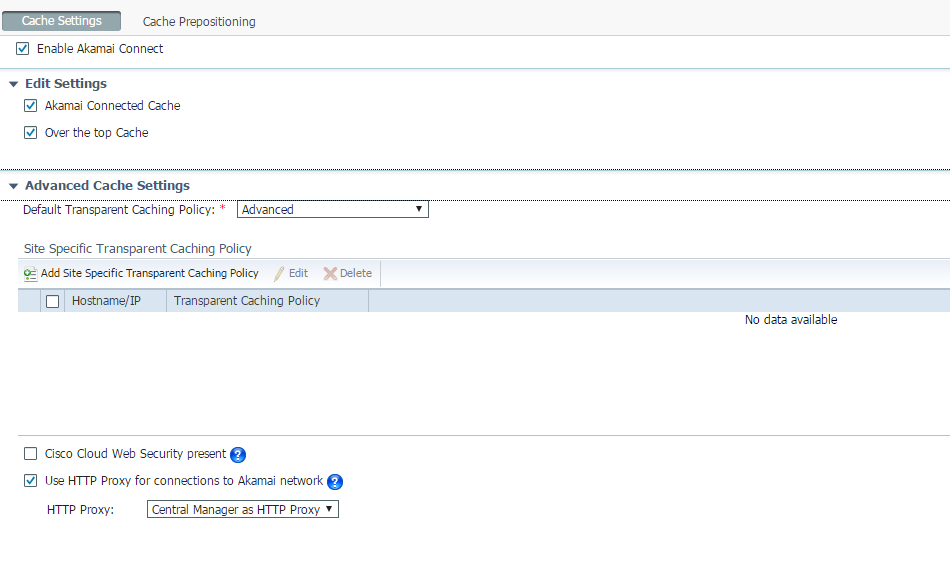 Cache Settings Cache Prepositioning
Enable Akamai Connect
Edit Settings
Akamai Connected Cache
Over the top Cache
Advanced Cache Settings
Default Transparent Caching Policy: * Advanced
Site Specific Transparent Caching Policy
Add Site Specific Transparent Caching Policy Edit Delete
Hostname/IP Transparent Caching Policy
No data available
Cisco Cloud Web Security present ?
Use HTTP Proxy for connections to Akamai network ?
HTTP Proxy: Central Manager as HTTP Proxy